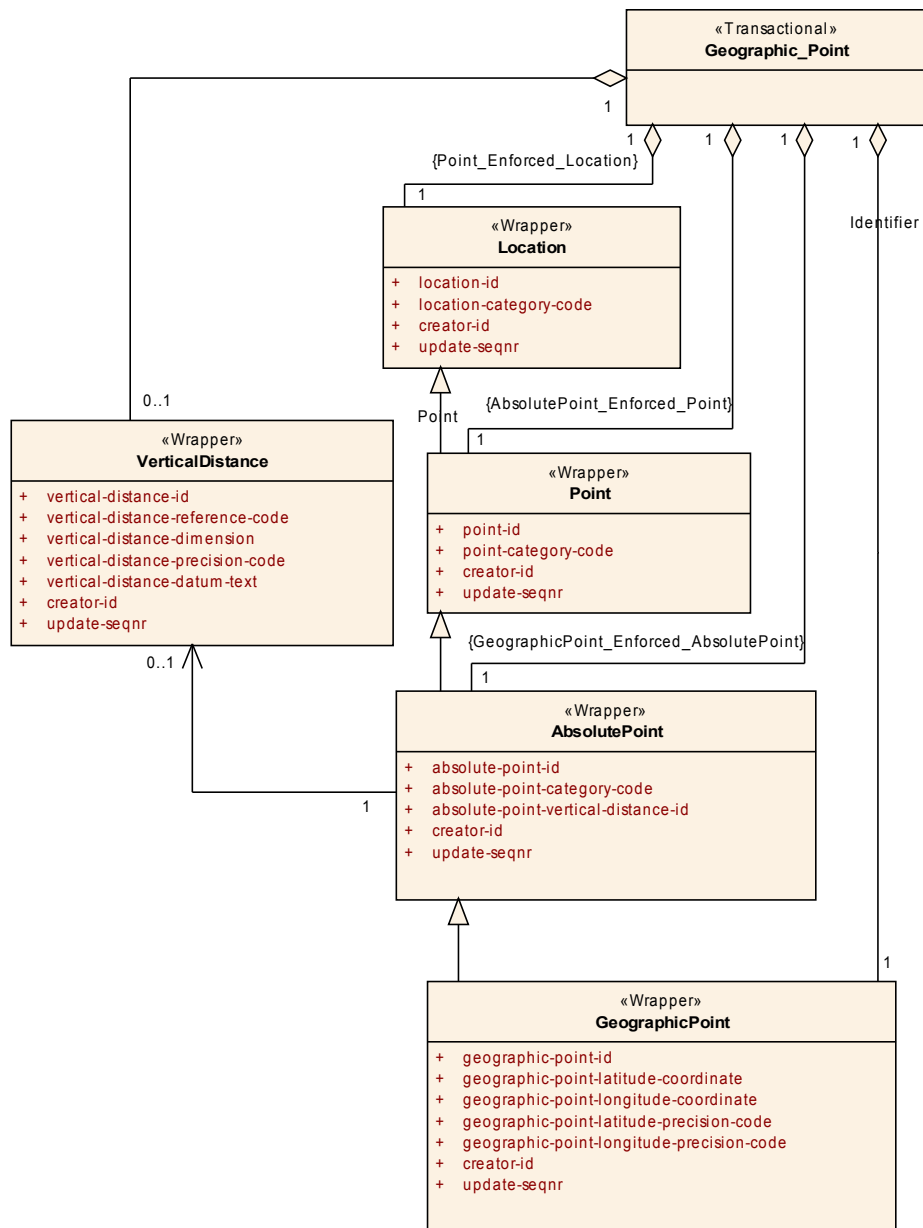 «Transactional»
Geographic_Point
1
1
1
1
1
{Point_Enforced_Location}
1
Identifier
«Wrapper»
Location
+ location-id
+ location-category-code
+ creator-id
+ update-seqnr
0..1
Point
{AbsolutePoint_Enforced_Point}
1
«Wrapper»
VerticalDistance
+ vertical-distance-id
+ vertical-distance-reference-code
+ vertical-distance-dimension
+ vertical-distance-precision-code
+ vertical-distance-datum-text
+ creator-id
+ update-seqnr
«Wrapper»
Point
+ point-id
+ point-category-code
+ creator-id
+ update-seqnr
{GeographicPoint_Enforced_AbsolutePoint}
0..1
1
«Wrapper»
AbsolutePoint
+ absolute-point-id
+ absolute-point-category-code
+ absolute-point-vertical-distance-id
+ creator-id
+ update-seqnr
1
1
«Wrapper»
GeographicPoint
+ geographic-point-id
+ geographic-point-latitude-coordinate
+ geographic-point-longitude-coordinate
+ geographic-point-latitude-precision-code
+ geographic-point-longitude-precision-code
+ creator-id
+ update-seqnr